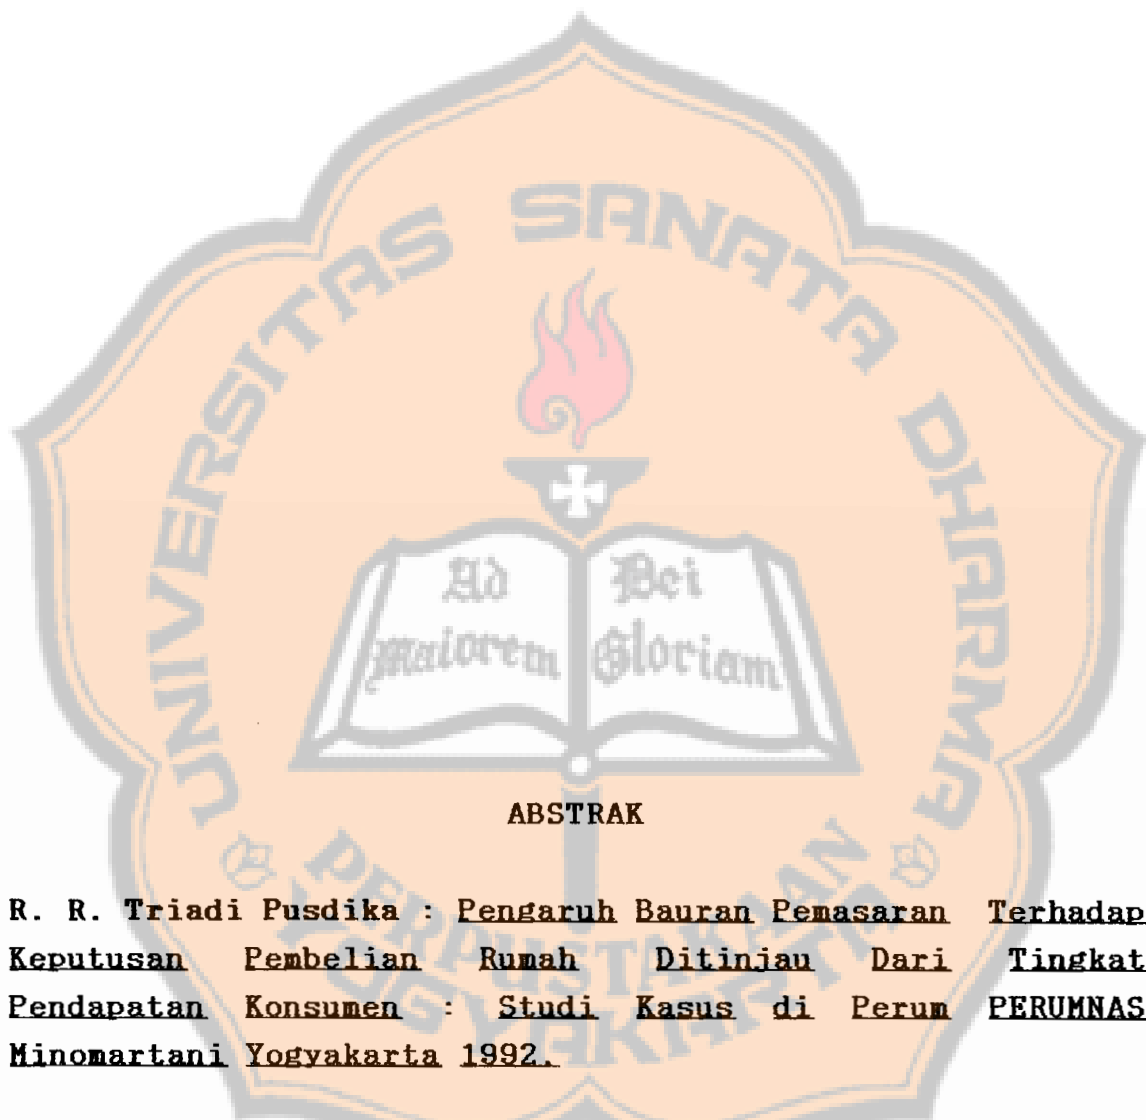 UNIVERSITAS SANATA DHARMA
Ad Dei
maiorem Gloriam
PERPUSTAKAAN
YOGYAKARTA
ABSTRAK
R. R. Triadi Pusdika : Pengaruh Bauran Pemasaran Terhadap
Keputusan Pembelian Rumah Ditinjau Dari Tingkat
Pendapatan Konsumen : Studi Kasus di Perum PERUMNAS
Minomartani Yogyakarta 1992.